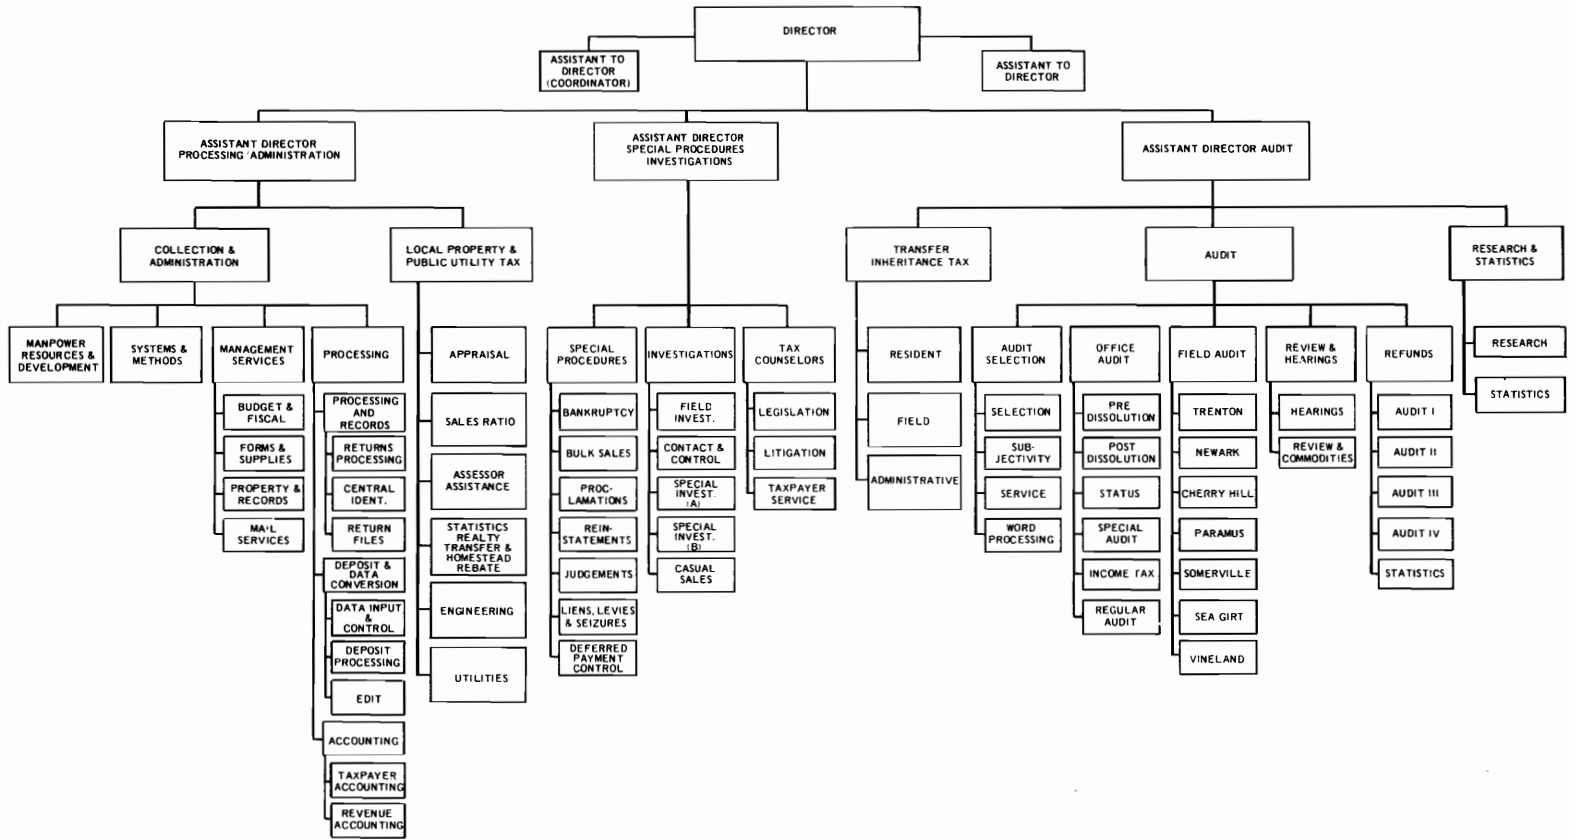 DIRECTOR
ASSISTANT TO
DIRECTOR
(COORDINATOR)
ASSISTANT TO
DIRECTOR
ASSISTANT DIRECTOR
PROCESSING ADMINISTRATION
ASSISTANT DIRECTOR
SPECIAL PROCEDURES
INVESTIGATIONS
ASSISTANT DIRECTOR AUDIT
COLLECTION &
ADMINISTRATION
LOCAL PROPERTY &
PUBLIC UTILITY TAX
TRANSFER
INHERITANCE TAX
AUDIT
RESEARCH &
STATISTICS
MANPOWER
RESOURCES &
DEVELOPMENT
SYSTEMS &
METHODS
MANAGEMENT
SERVICES
BUDGET &
FISCAL
FORMS &
SUPPLIES
PROPERTY &
RECORDS
MAIL
SERVICES
PROCESSING
PROCESSING
AND
RECORDS
RETURNS
PROCESSING
CENTRAL
IDENT.
RETURN
FILES
DEPOSIT &
DATA
CONVERSION
DATA INPUT
&
CONTROL
DEPOSIT
PROCESSING
EDIT
ACCOUNTING
TAXPAYER
ACCOUNTING
REVENUE
ACCOUNTING
APPRAISAL
SALES RATIO
ASSESSOR
ASSISTANCE
STATISTICS
REALTY
TRANSFER &
HOMESTEAD
REBATE
ENGINEERING
UTILITIES
SPECIAL
PROCEDURES
BANKRUPTCY
BULK SALES
PROC-
LAMATIONS
REIN-
STATEMENTS
JUDGEMENTS
LIENS, LEVIES
& SEIZURES
DEFERRED
PAYMENT
CONTROL
INVESTIGATIONS
FIELD
INVEST.
CONTACT &
CONTROL
SPECIAL
INVEST.
(A)
SPECIAL
INVEST.
(B)
CASUAL
SALES
TAX
COUNSELORS
LEGISLATION
LITIGATION
TAXPAYER
SERVICE
RESIDENT
FIELD
ADMINISTRATIVE
AUDIT
SELECTION
SELECTION
SUB-
JECTIVITY
SERVICE
WORD
PROCESSING
OFFICE
AUDIT
PRE
DISSOLUTION
POST
DISSOLUTION
STATUS
SPECIAL
AUDIT
INCOME TAX
REGULAR
AUDIT
FIELD AUDIT
TRENTON
NEWARK
CHERRY HILL
PARAMUS
SOMERVILLE
SEA GIRT
VINELAND
REVIEW &
HEARINGS
HEARINGS
REVIEW &
COMMODITIES
REFUNDS
AUDIT I
AUDIT II
AUDIT III
AUDIT IV
STATISTICS
RESEARCH
STATISTICS